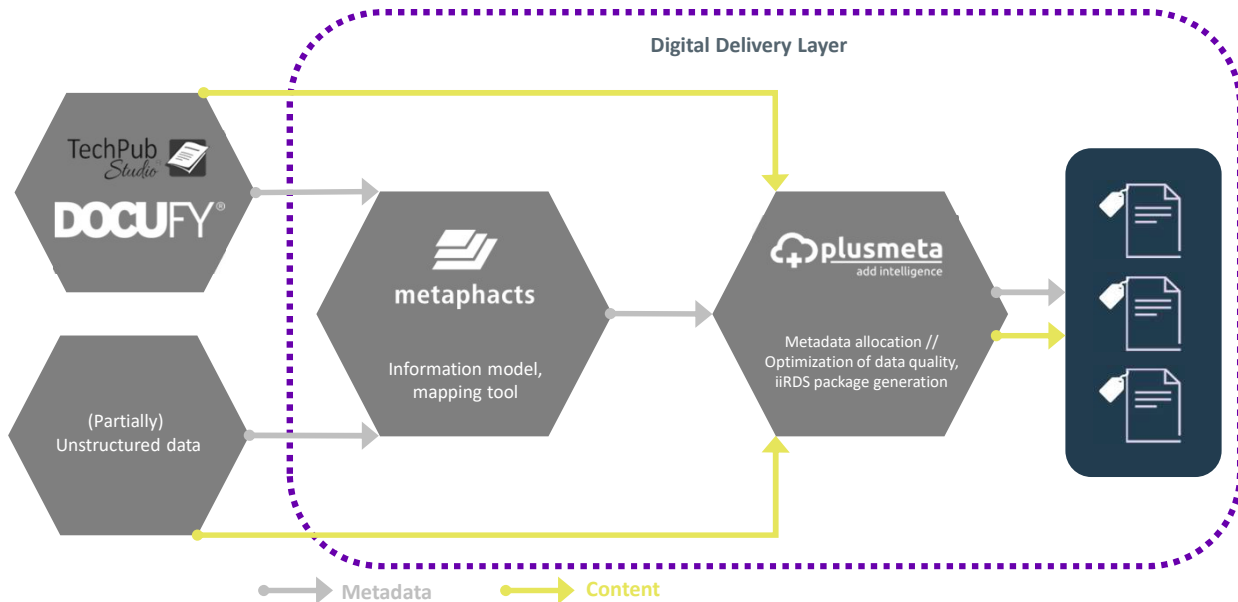 Digital Delivery Layer
TechPub
Studio
DOCUFY®
metaphacts
Information model,
mapping tool
plusmeta
add intelligence
Metadata allocation //
Optimization of data quality,
iiRDS package generation
(Partially)
Unstructured data
Metadata
Content